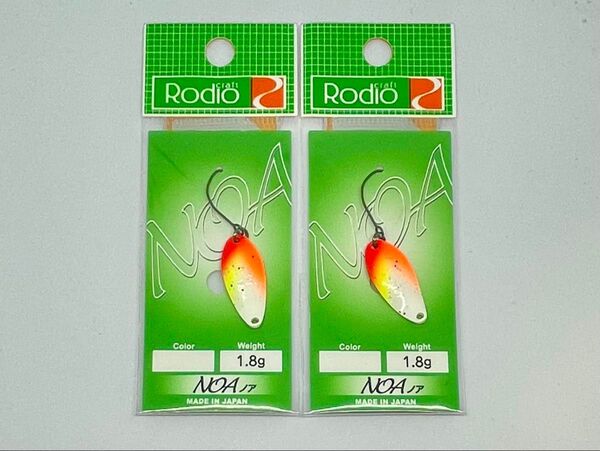 craft
Rodio
NOA
Color Weight
1.8g
NOA ノア
MADE IN JAPAN
craft
Rodio
NOA
Color Weight
1.8g
NOA ノア
MADE IN JAPAN